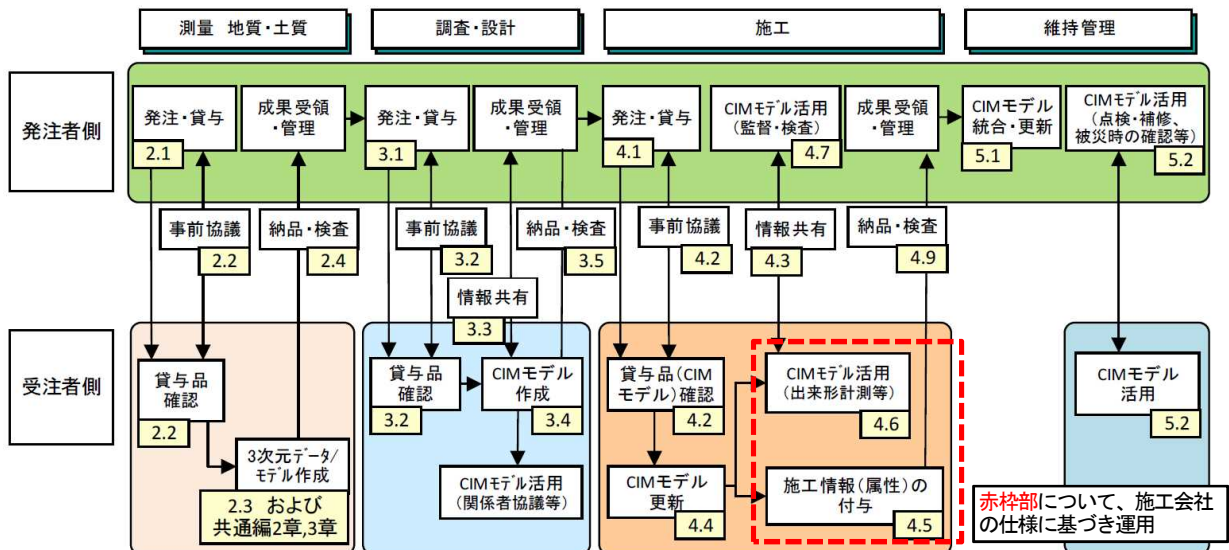 測量 地質・土質
調査・設計
施工
維持管理
発注者側
発注・貸与
2.1
成果受領
・管理
発注・貸与
3.1
成果受領
・管理
発注・貸与
4.1
CIMモデル活用
(監督・検査)
4.7
成果受領
・管理
CIMモデル
統合・更新
5.1
CIMモデル活用
(点検・補修、
被災時の確認等)
5.2
事前協議
2.2
納品・検査
2.4
事前協議
3.2
納品・検査
3.5
情報共有
3.3
事前協議
4.2
情報共有
4.3
納品・検査
4.9
受注者側
貸与品
確認
2.2
3次元データ/
モデル作成
2.3 および
共通編2章,3章
貸与品
確認
3.2
CIMモデル
作成
3.4
CIMモデル活用
(関係者協議等)
貸与品(CIM
モデル)確認
4.2
CIMモデル
更新
4.4
CIMモデル活用
(出来形計測等)
4.6
施工情報(属性)の
付与
4.5
CIMモデル
活用
5.2
赤枠部について、施工会社
の仕様に基づき運用